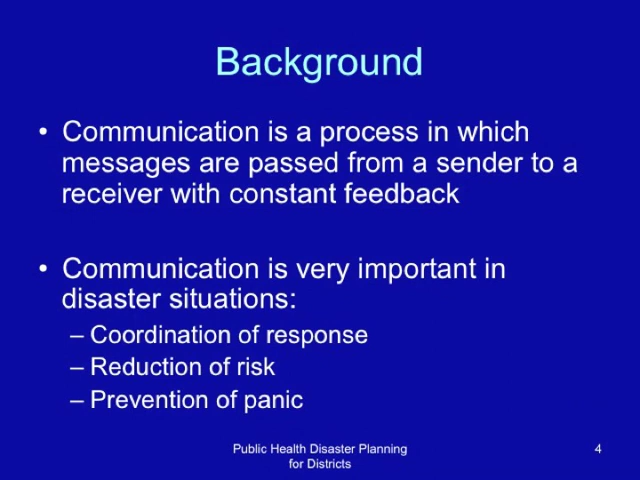 Background
• Communication is a process in which
messages are passed from a sender to a
receiver with constant feedback
• Communication is very important in
disaster situations:
– Coordination of response
– Reduction of risk
– Prevention of panic
Public Health Disaster Planning
for Districts
4